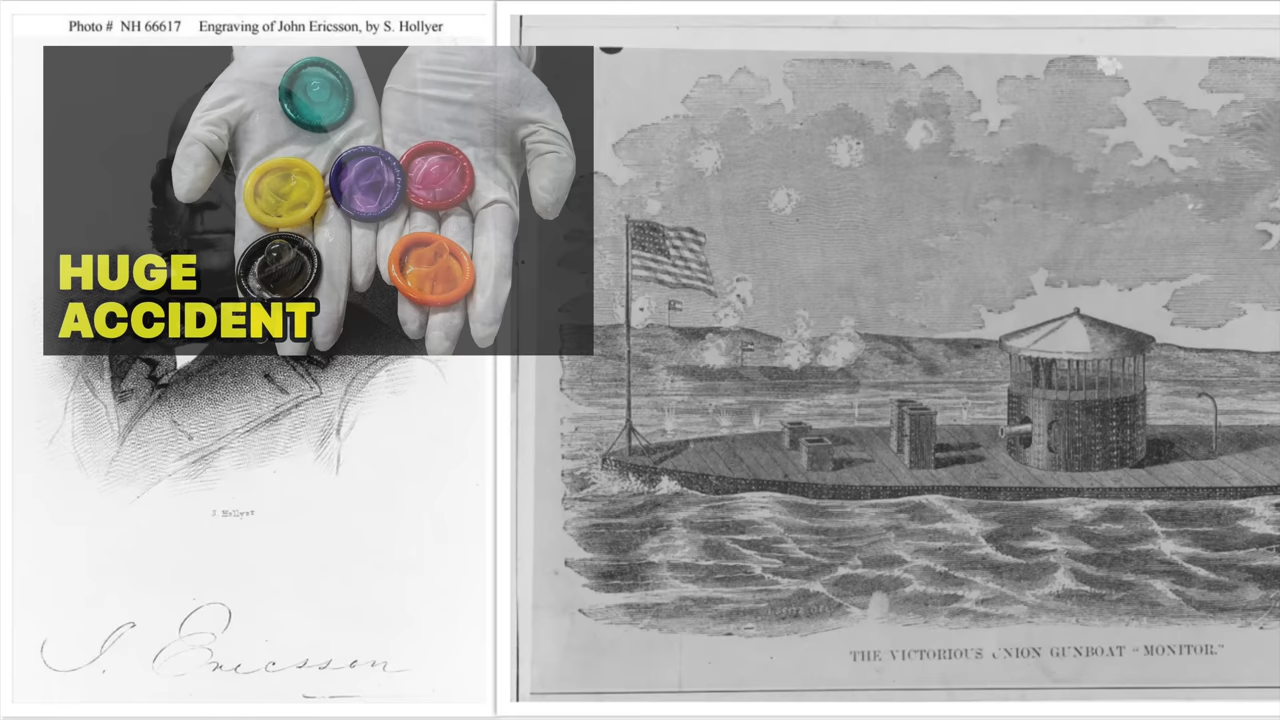 Photo # NH 66617 Engraving of John Ericsson, by S. Hollyer
HUGE
ACCIDENT
S. Hollyer
J. Ericsson
THE VICTORIOUS UNION GUNBOAT "MONITOR."